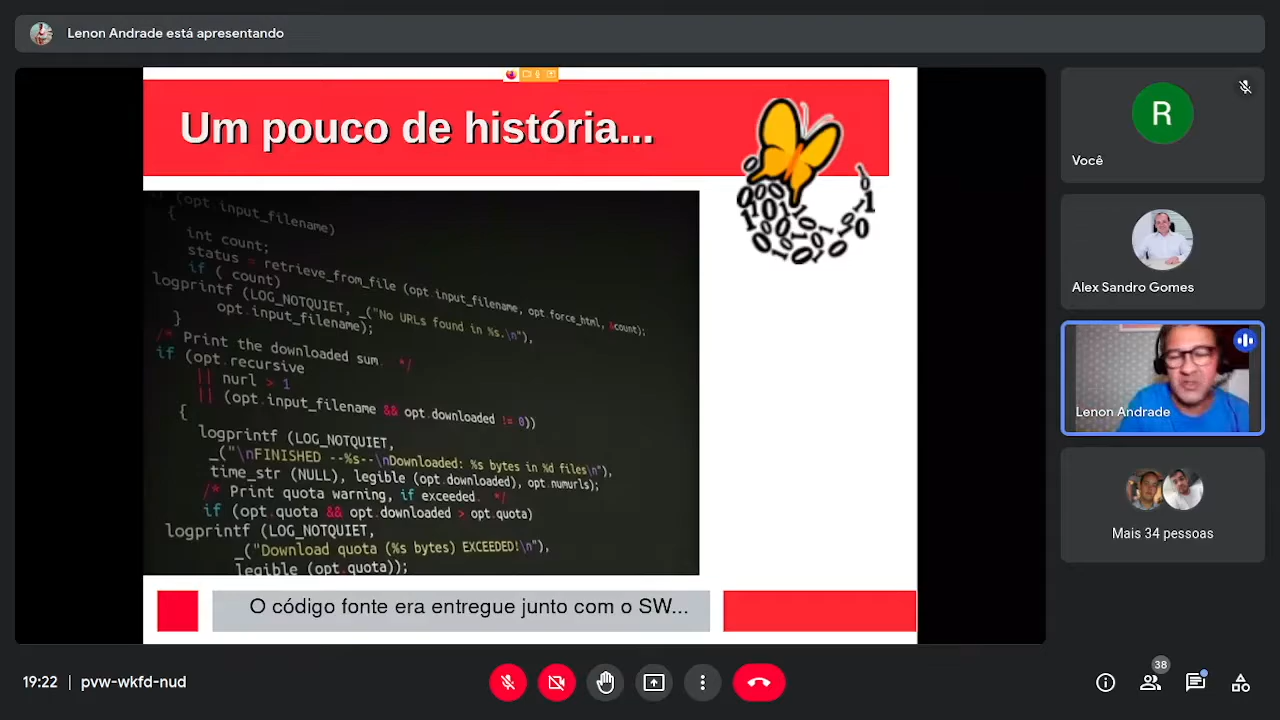 Lenon Andrade está apresentando
Um pouco de história...
(opt.input_filename)
{
int count;
status = retrieve_from_file (opt.input_filename, opt.force_html, &count);
if ( count)
logprintf (LOG_NOTQUIET, _("No URLs found in %s.\n"),
opt.input_filename);
}
/* Print the downloaded sum. */
if (opt.recursive
|| nurl > 1
|| (opt.input_filename && opt.downloaded != 0))
{
logprintf (LOG_NOTQUIET,
_("\nFINISHED --%s--\nDownloaded: %s bytes in %d files\n"),
time_str (NULL), legible (opt.downloaded), opt.numurls);
/* Print quota warning, if exceeded. */
if (opt.quota && opt.downloaded > opt.quota)
logprintf (LOG_NOTQUIET,
_("Download quota (%s bytes) EXCEEDED!\n"),
legible (opt.quota));
O código fonte era entregue junto com o SW...
R
Você
Alex Sandro Gomes
Lenon Andrade
Mais 34 pessoas
19:22 | pvw-wkfd-nud
38